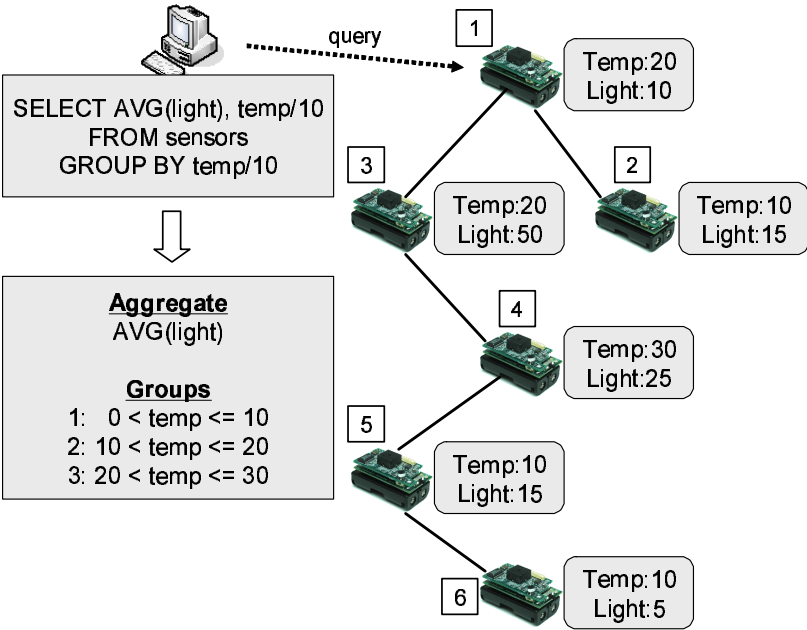 query
1
Temp:20
Light:10
SELECT AVG(light), temp/10
FROM sensors
GROUP BY temp/10
3
2
Temp:20
Light:50
Temp:10
Light:15
Aggregate
AVG(light)
Groups
1: 0 < temp <= 10
2: 10 < temp <= 20
3: 20 < temp <= 30
4
Temp:30
Light:25
5
Temp:10
Light:15
6
Temp:10
Light:5